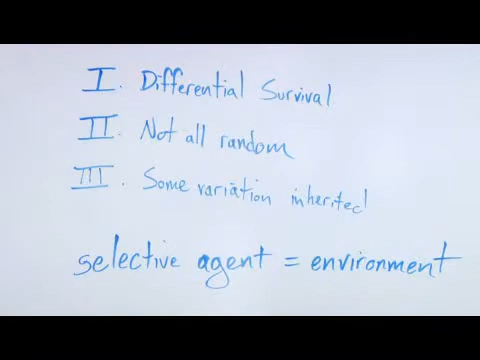 I. Differential Survival
II. Not all random
III. Some variation inherited
selective agent = environment